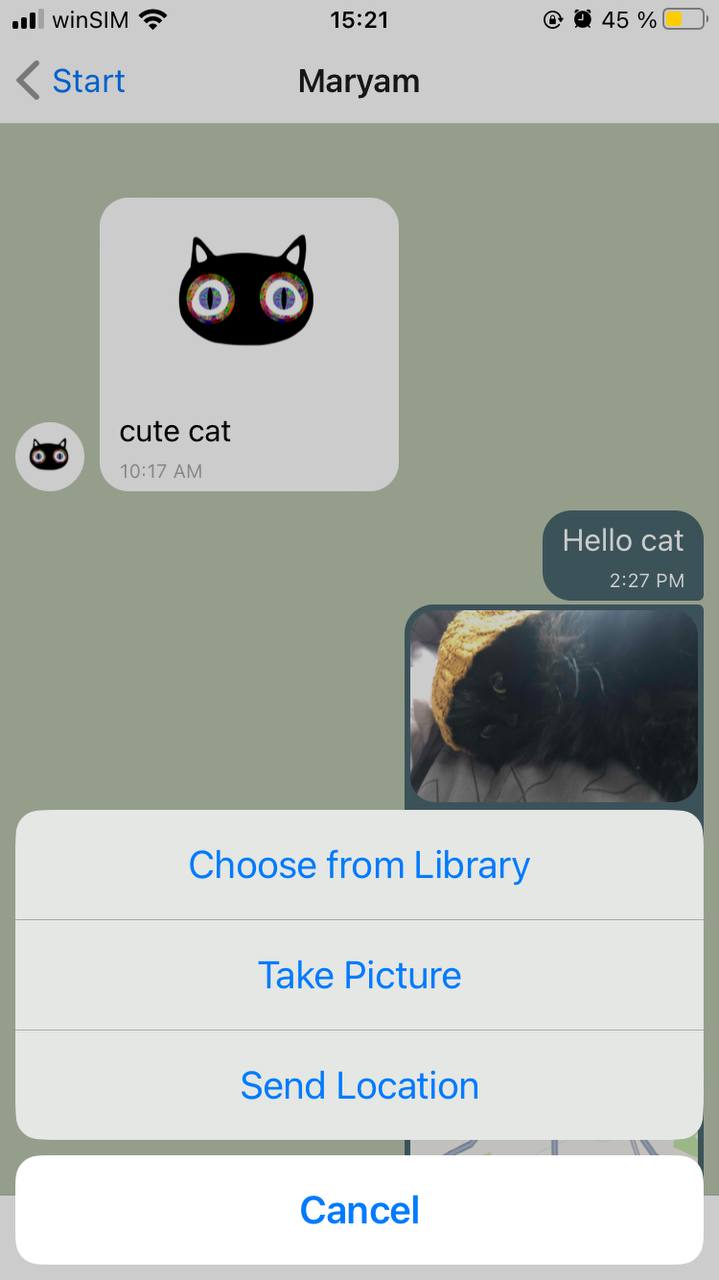 winSIM 15:21 45 %
Start Maryam
cute cat
10:17 AM
Hello cat
2:27 PM
Choose from Library
Take Picture
Send Location
Cancel